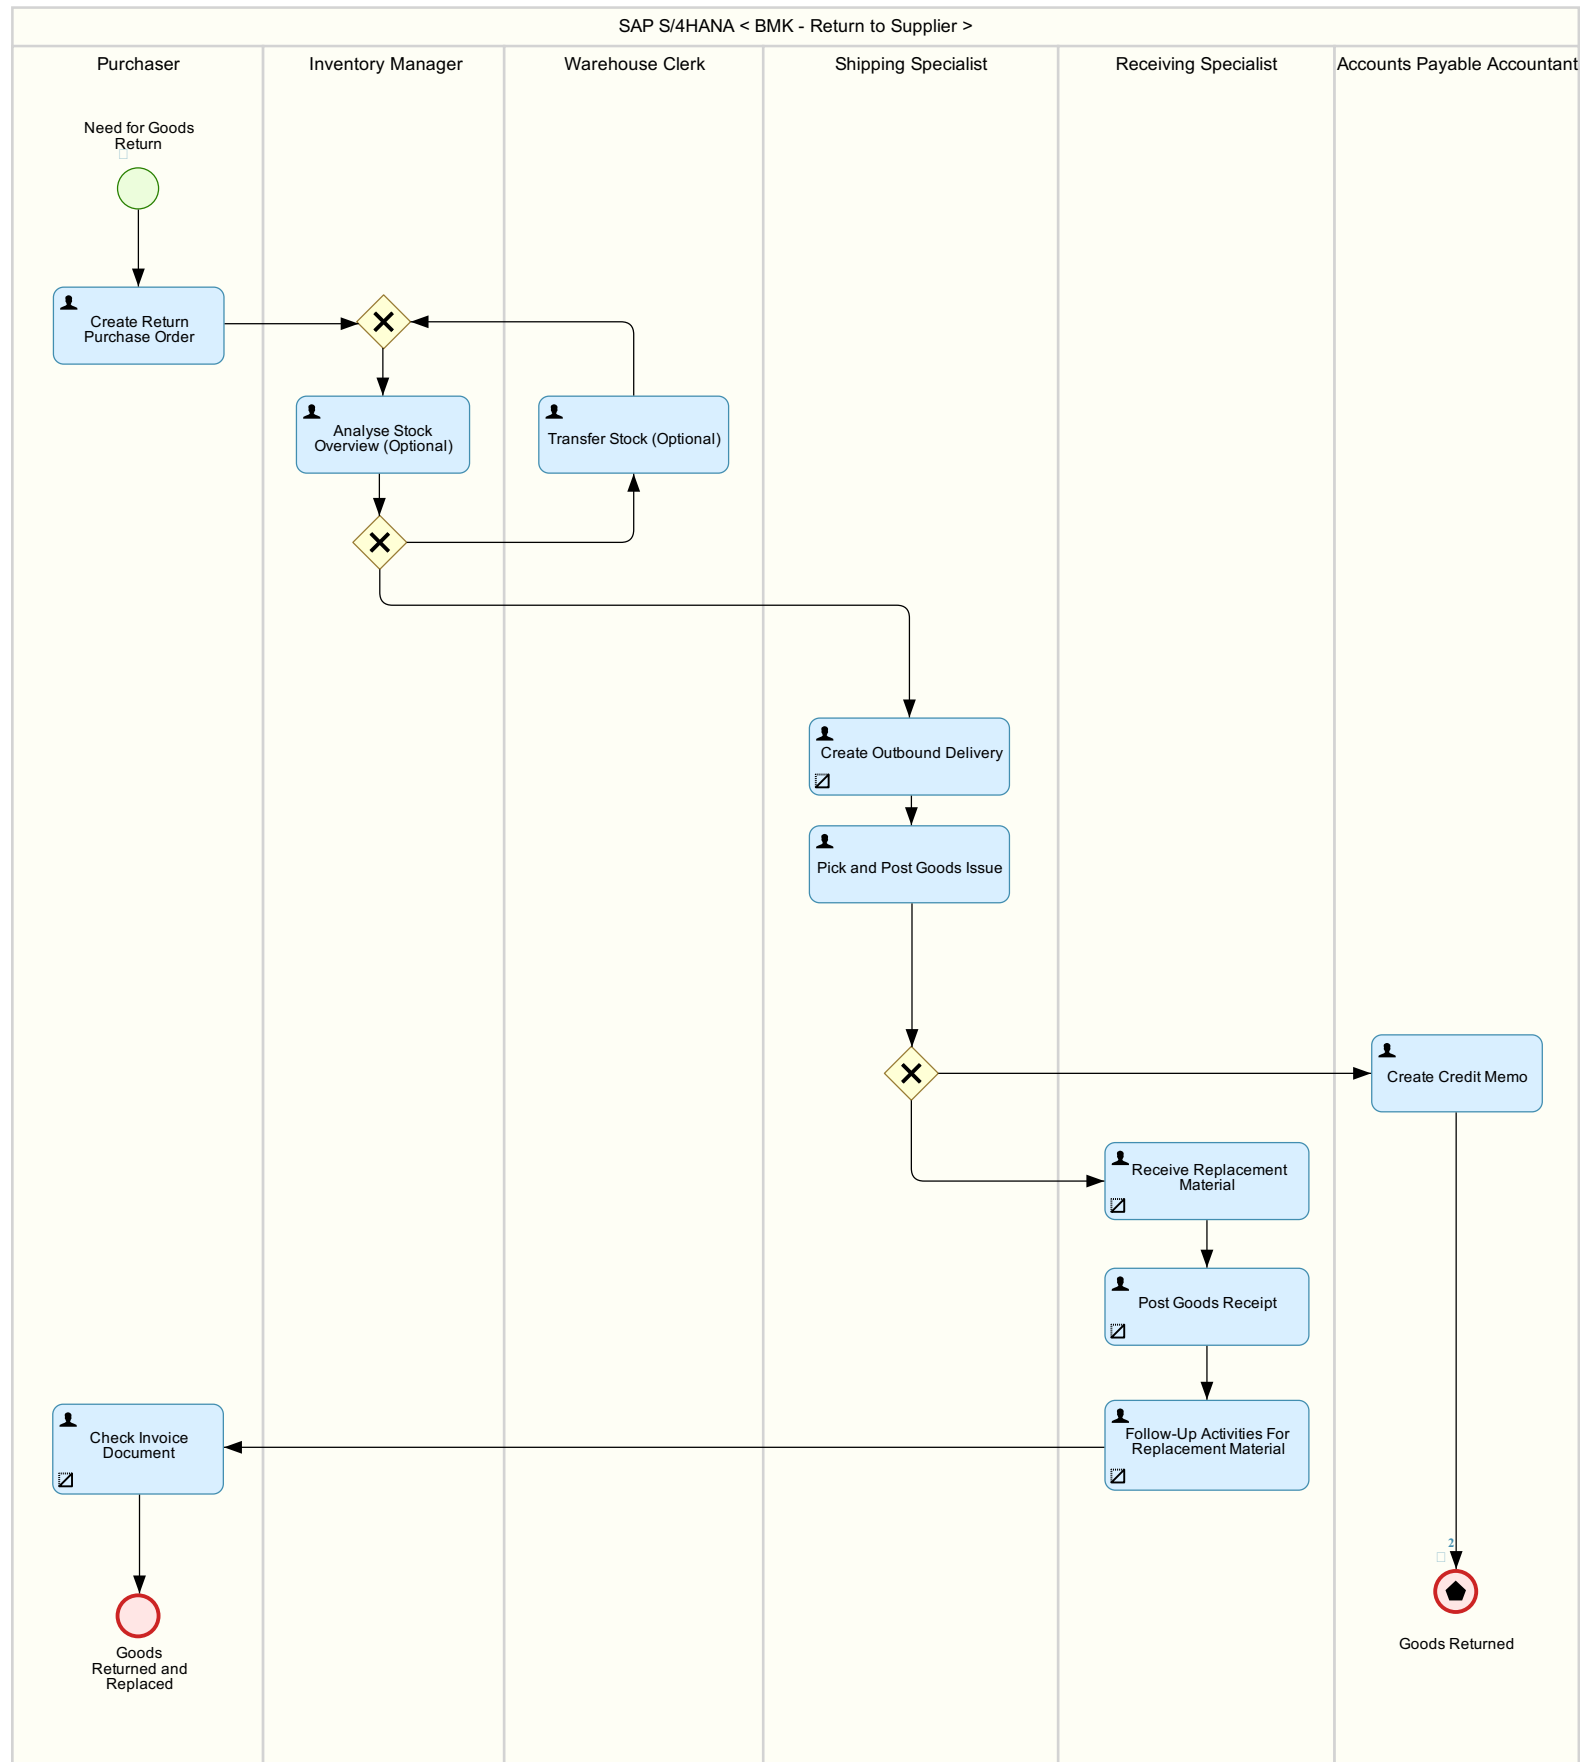 SAP S/4HANA < BMK - Return to Supplier >
Purchaser
Inventory Manager
Warehouse Clerk
Shipping Specialist
Receiving Specialist
Accounts Payable Accountant
Need for Goods
Return
Create Return
Purchase Order
Analyse Stock
Overview (Optional)
Transfer Stock (Optional)
Create Outbound Delivery
Pick and Post Goods Issue
Create Credit Memo
Receive Replacement
Material
Post Goods Receipt
Follow-Up Activities For
Replacement Material
Check Invoice
Document
2
Goods
Returned and
Replaced
Goods Returned